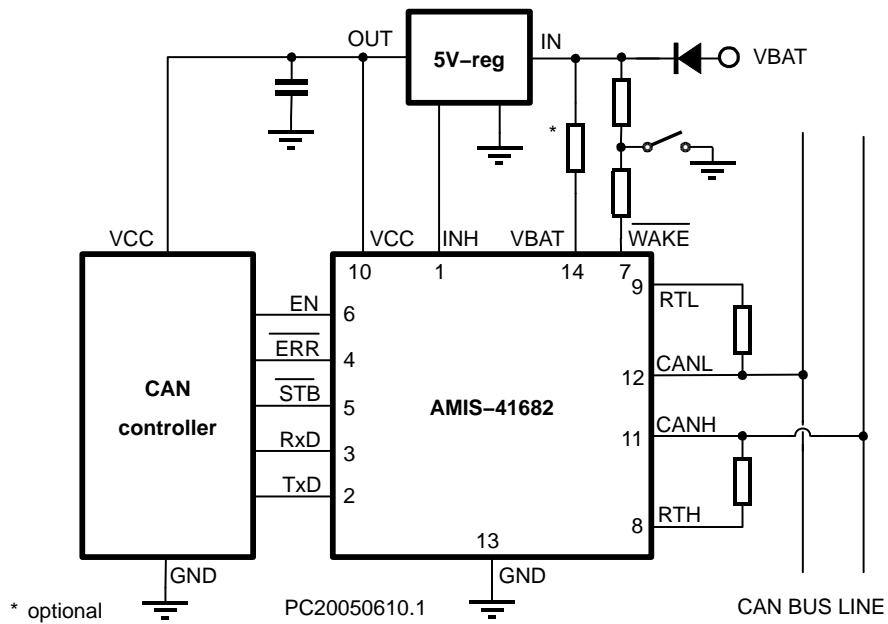 OUT
5V−reg
IN
VBAT
*
VCC
VCC
INH
VBAT
WAKE
10
1
14
7
9
RTL
EN
6
ERR
4
CANL
12
CAN
controller
STB
5
AMIS−41682
CANH
11
RxD
3
TxD
2
8
RTH
13
GND
GND
* optional
PC20050610.1
CAN BUS LINE